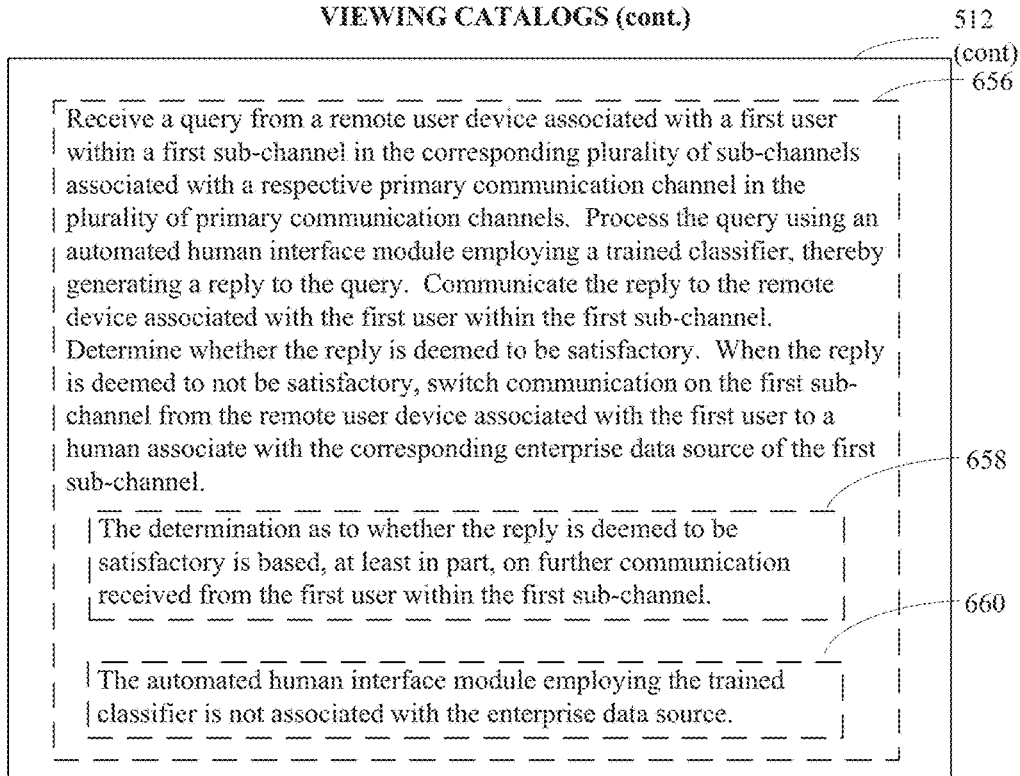 VIEWING CATALOGS (cont.)
512
(cont)
656
Receive a query from a remote user device associated with a first user
within a first sub-channel in the corresponding plurality of sub-channels
associated with a respective primary communication channel in the
plurality of primary communication channels.  Process the query using an
automated human interface module employing a trained classifier, thereby
generating a reply to the query.  Communicate the reply to the remote
device associated with the first user within the first sub-channel.
Determine whether the reply is deemed to be satisfactory.  When the reply
is deemed to not be satisfactory, switch communication on the first sub-
channel from the remote user device associated with the first user to a
human associate with the corresponding enterprise data source of the first
sub-channel.
658
The determination as to whether the reply is deemed to be
satisfactory is based, at least in part, on further communication
received from the first user within the first sub-channel.
660
The automated human interface module employing the trained
classifier is not associated with the enterprise data source.